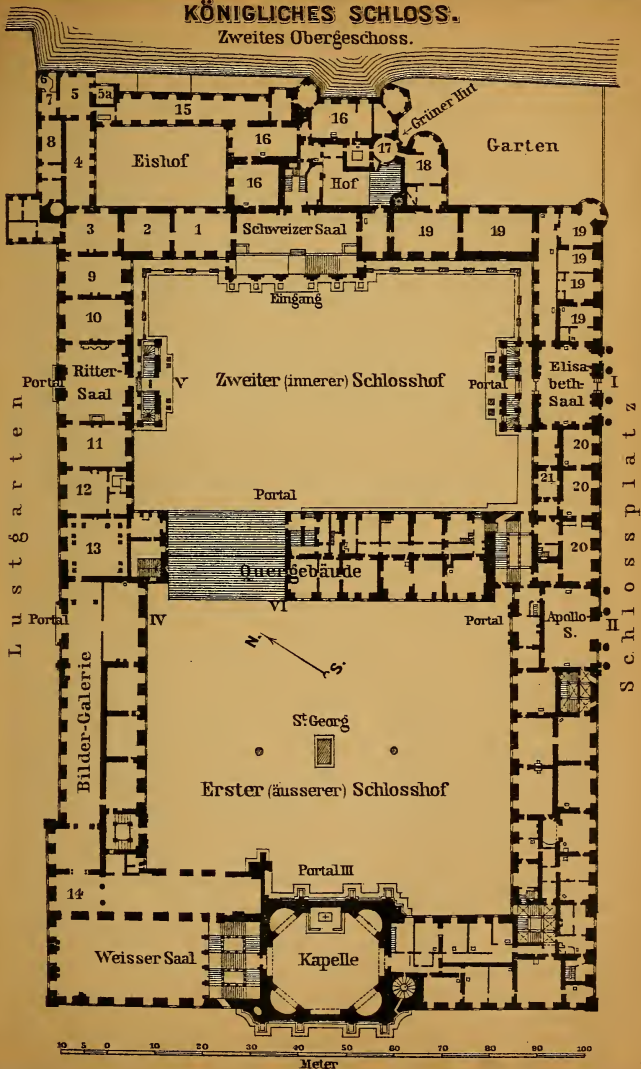 KÖNIGLICHES SCHLOSS.
Zweites Obergeschoss.
6
7
5
5a
15
16
Grüner Hut
8
4
Eishof
16
17
18
Garten
16
Hof
3
2
1
Schweizer Saal
19
19
19
19
9
19
10
Eingang
19
Portal
Ritter-
Saal
V
Zweiter (innerer) Schlosshof
Portal
Elisa-
beth-
Saal
I
11
20
12
21
20
Portal
13
20
Quergebäude
Portal
IV
VI
Portal
Apollo-
S.
II
Lustgarten
Schlossplatz
N.
S.
Bilder-Galerie
St. Georg
Erster (äusserer) Schlosshof
Portal III
14
Weisser Saal
Kapelle
10 5 0 10 20 30 40 50 60 70 80 90 100
Meter